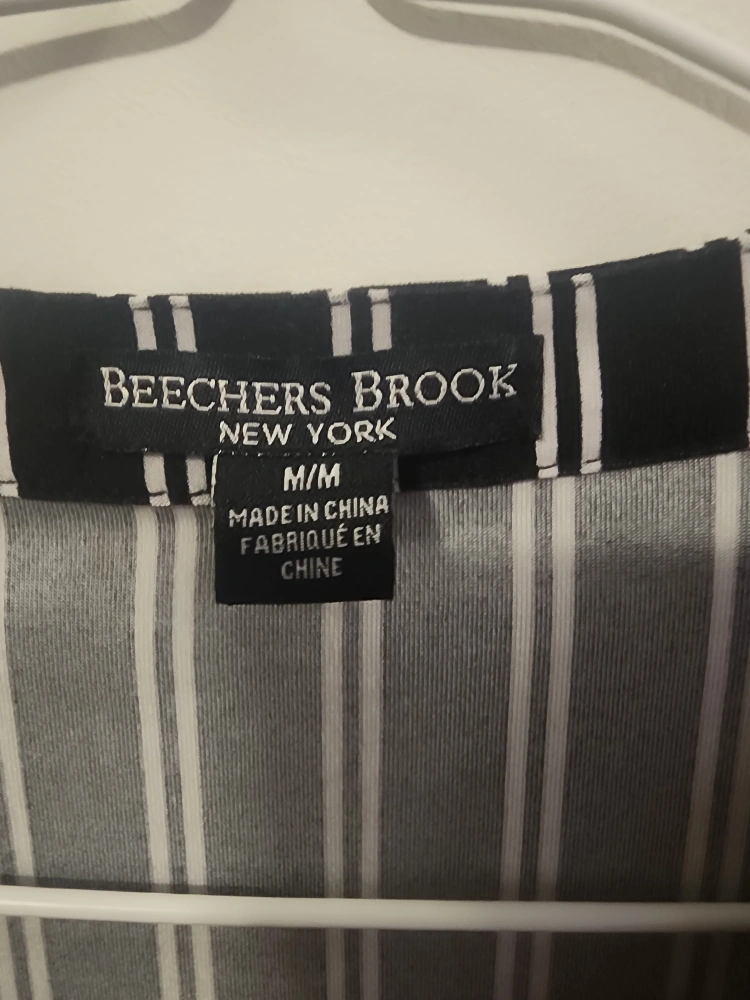 BEECHERS BROOK
NEW YORK
M/M
MADE IN CHINA
FABRIQUÉ EN
CHINE